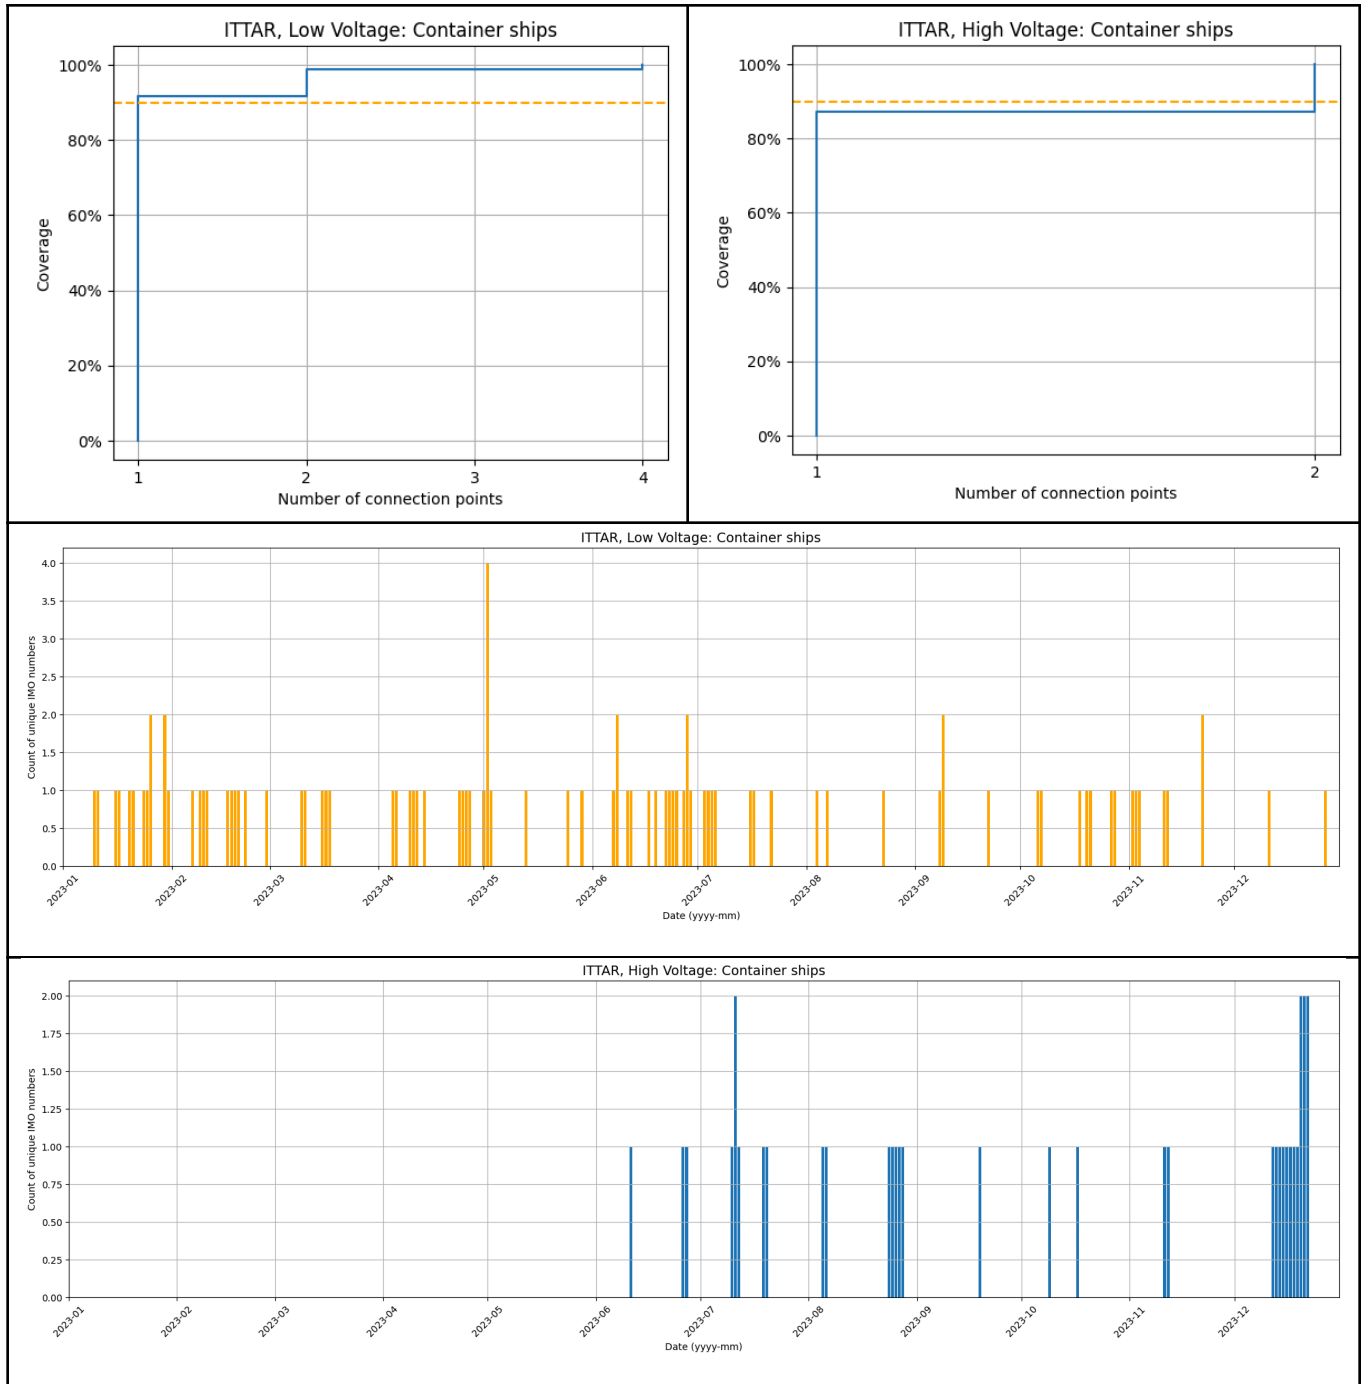 ITTAR, Low Voltage: Container ships
100%
80%
60%
40%
20%
0%
Coverage
1 2 3 4
Number of connection points
ITTAR, High Voltage: Container ships
100%
80%
60%
40%
20%
0%
Coverage
1 2
Number of connection points
ITTAR, Low Voltage: Container ships
4.0
3.5
3.0
2.5
2.0
1.5
1.0
0.5
0.0
Count of unique IMO numbers
2023-01 2023-02 2023-03 2023-04 2023-05 2023-06 2023-07 2023-08 2023-09 2023-10 2023-11 2023-12
Date (yyyy-mm)
ITTAR, High Voltage: Container ships
2.00
1.75
1.50
1.25
1.00
0.75
0.50
0.25
0.00
Count of unique IMO numbers
2023-01 2023-02 2023-03 2023-04 2023-05 2023-06 2023-07 2023-08 2023-09 2023-10 2023-11 2023-12
Date (yyyy-mm)